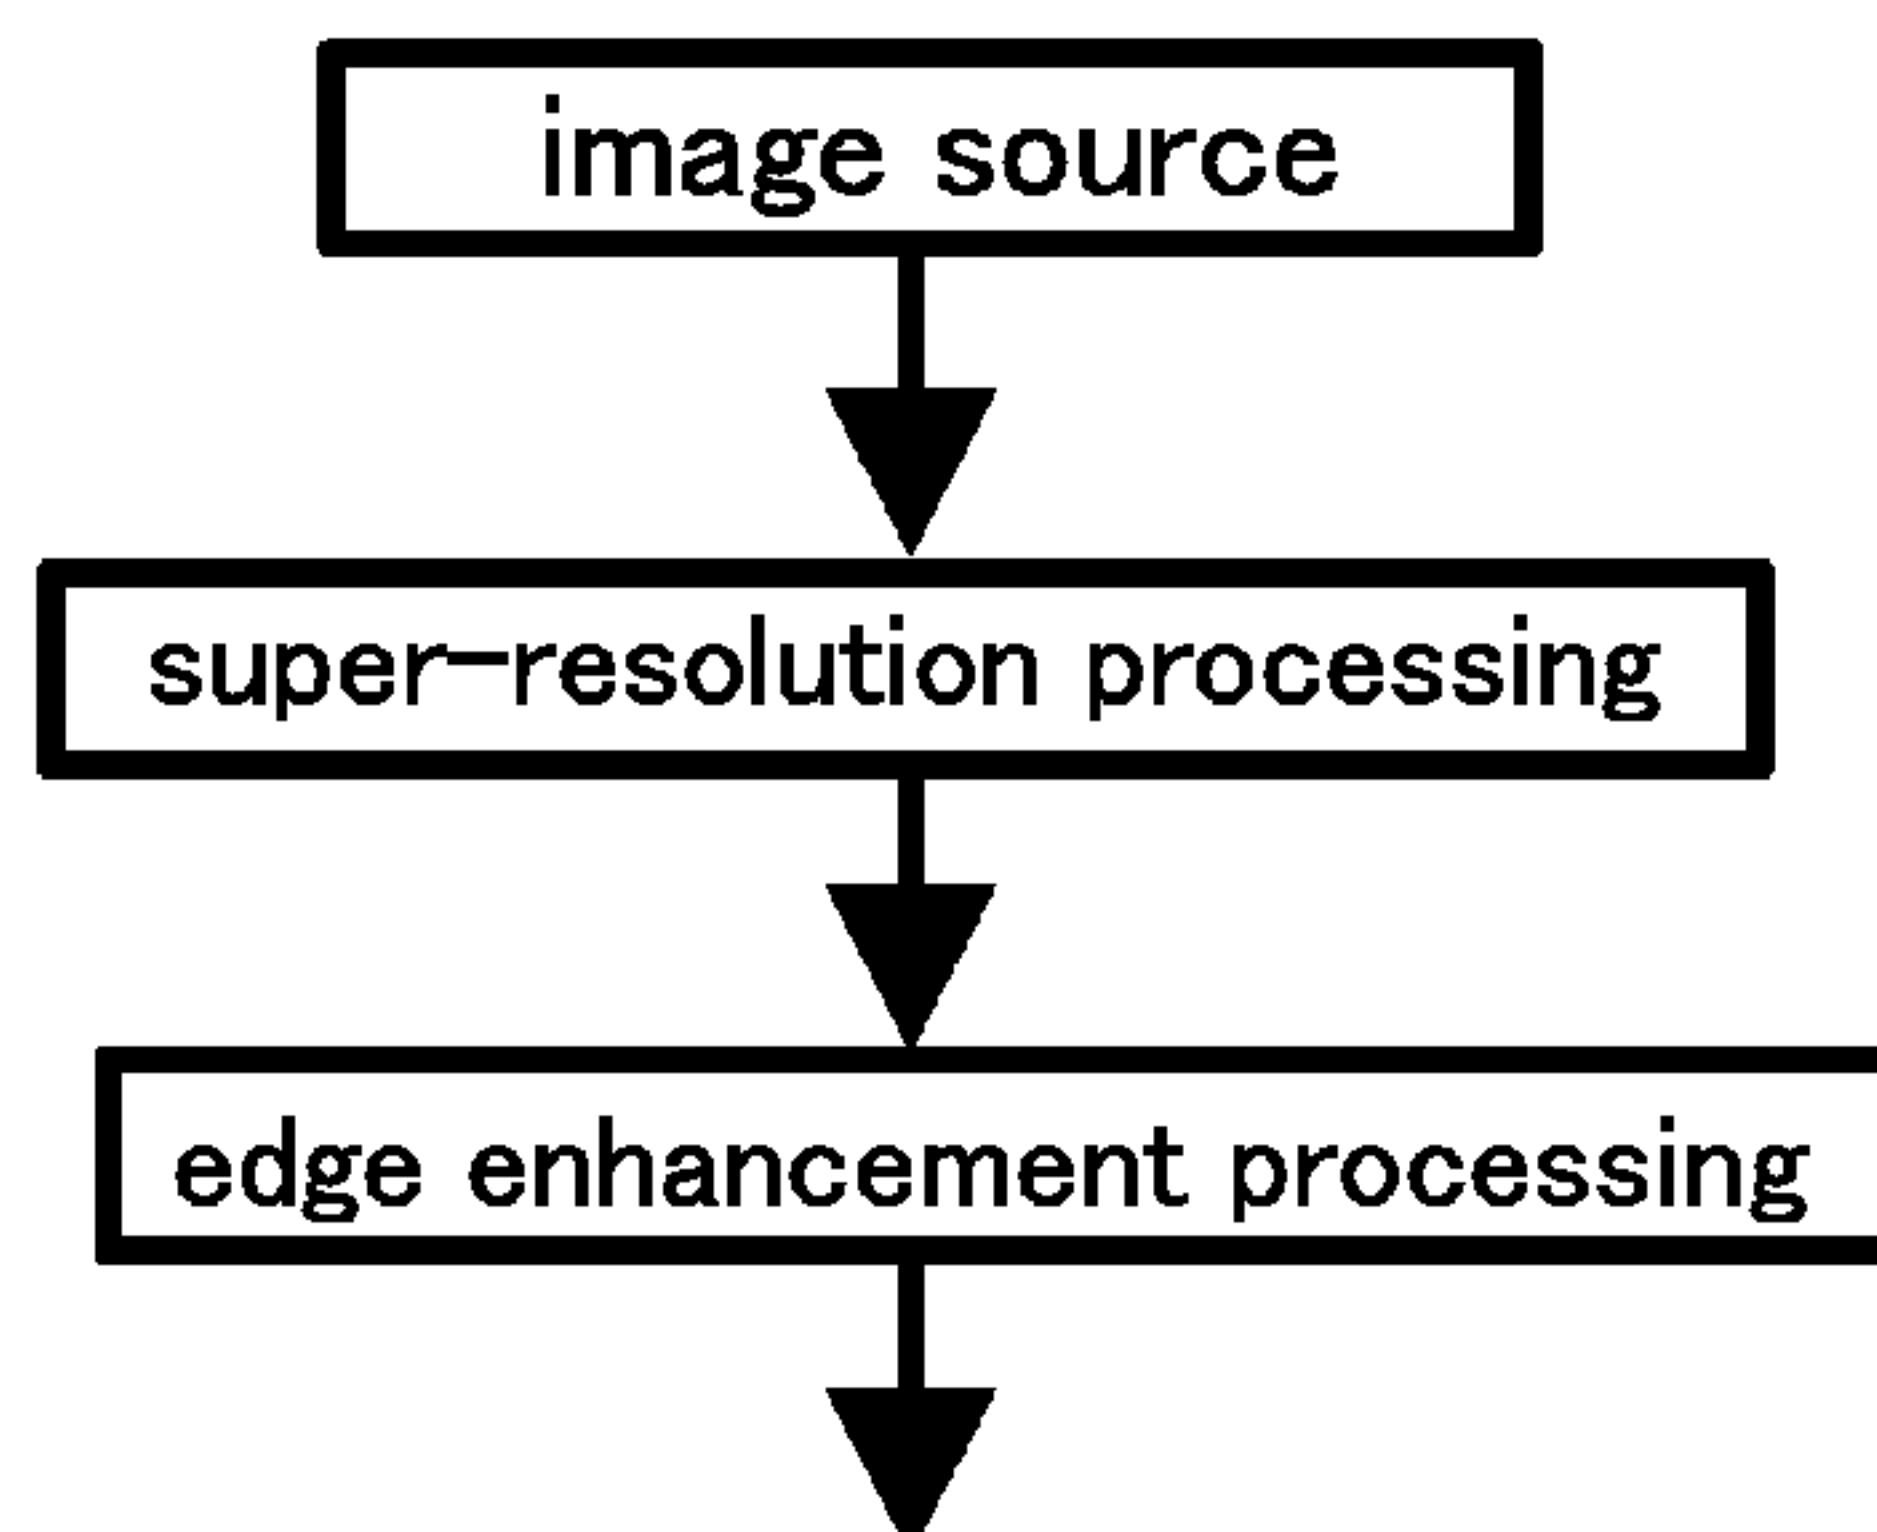 image source
super-resolution processing
edge enhancement processing